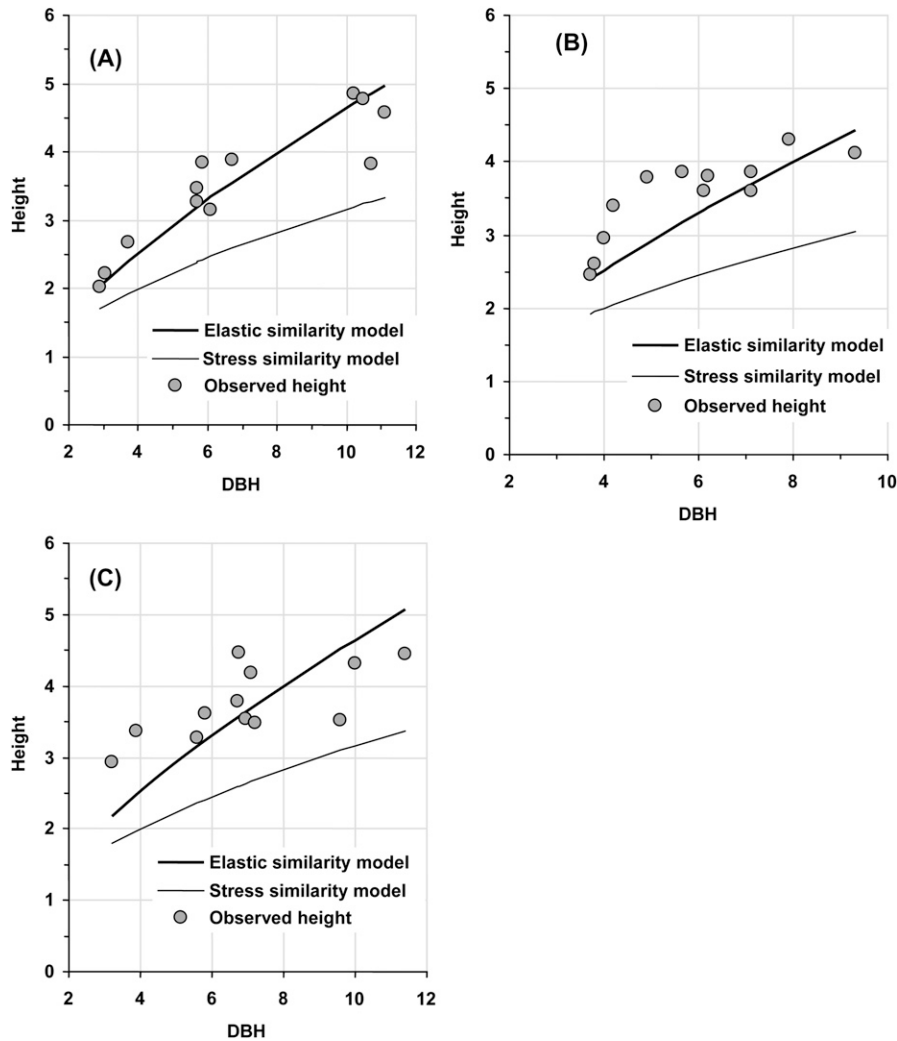 (A)
Height
6
5
4
3
2
1
0
Elastic similarity model
Stress similarity model
Observed height
2 4 6 8 10 12
DBH
(B)
Height
6
5
4
3
2
1
0
Elastic similarity model
Stress similarity model
Observed height
2 4 6 8 10
DBH
(C)
Height
6
5
4
3
2
1
0
Elastic similarity model
Stress similarity model
Observed height
2 4 6 8 10 12
DBH